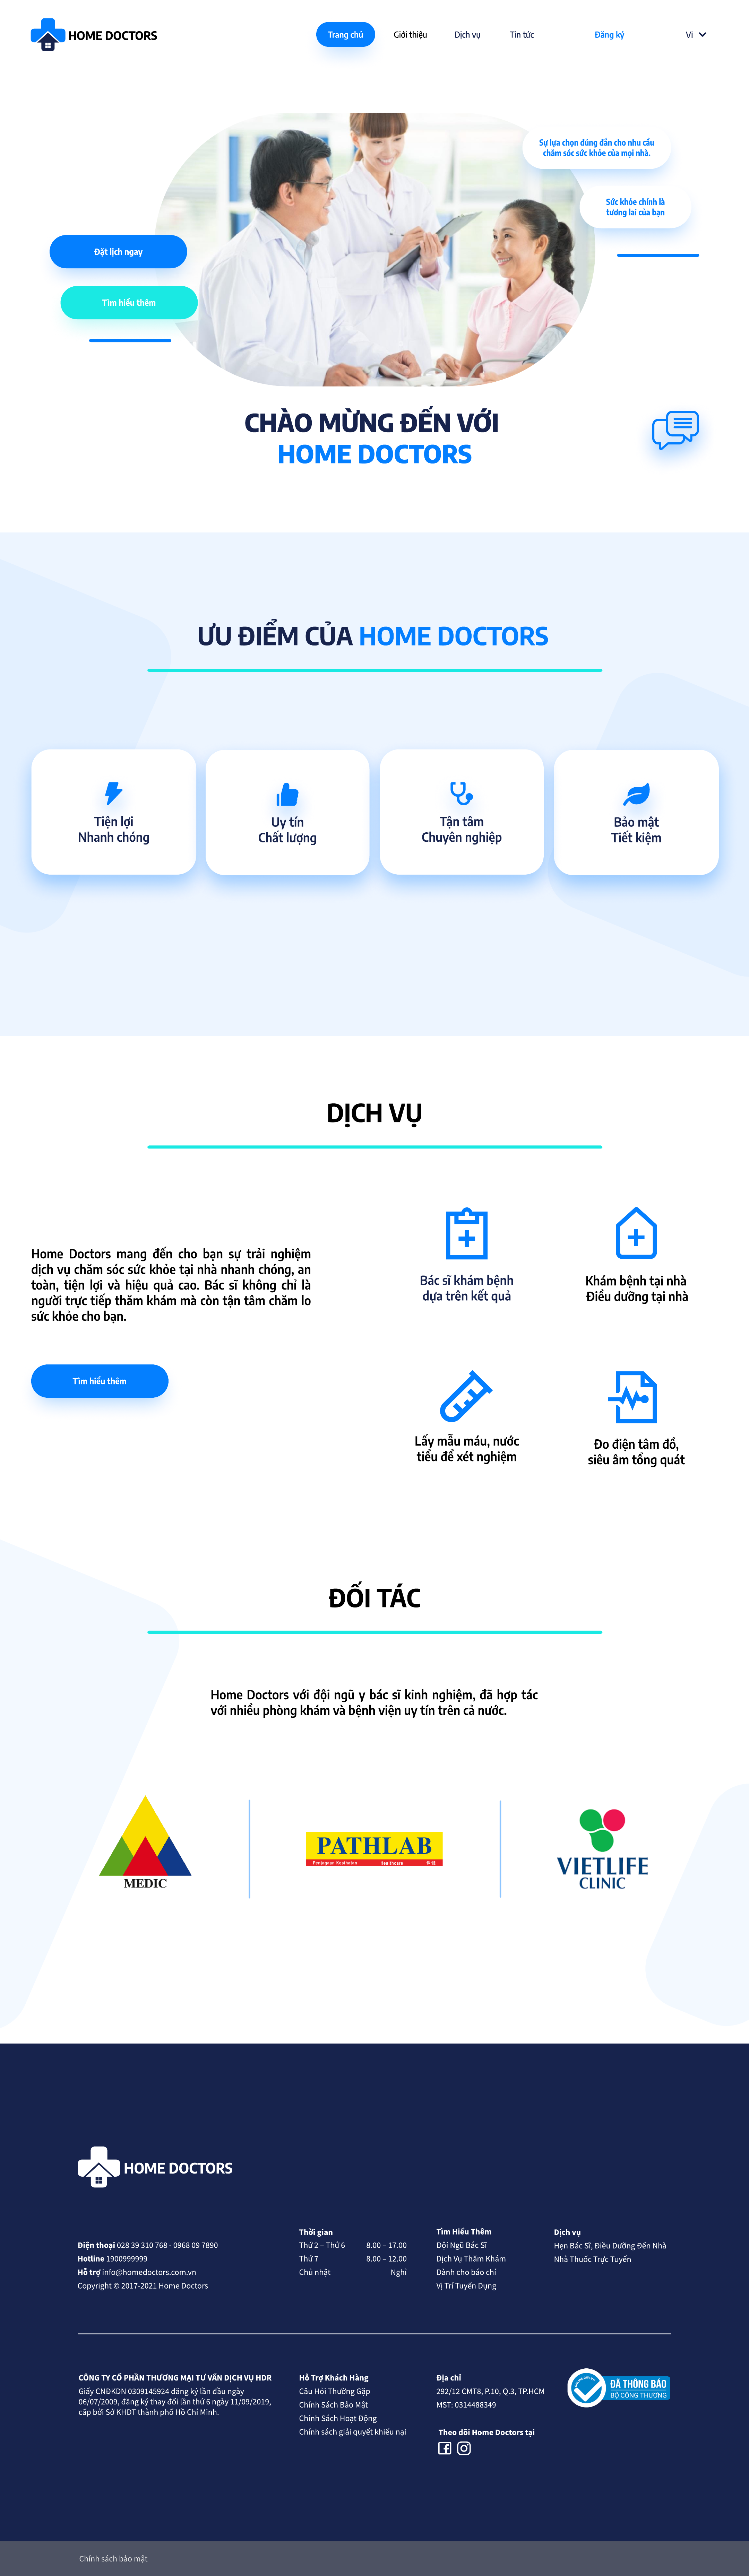 HOME DOCTORS
Trang chủ
Giới thiệu
Dịch vụ
Tin tức
Đăng ký
Vi
Sự lựa chọn đúng đắn cho nhu cầu
chăm sóc sức khỏe của mọi nhà.
Sức khỏe chính là
tương lai của bạn
Đặt lịch ngay
Tìm hiểu thêm
CHÀO MỪNG ĐẾN VỚI
HOME DOCTORS
ƯU ĐIỂM CỦA HOME DOCTORS
Tiện lợi
Nhanh chóng
Uy tín
Chất lượng
Tận tâm
Chuyên nghiệp
Bảo mật
Tiết kiệm
DỊCH VỤ
Home Doctors mang đến cho bạn sự trải nghiệm
dịch vụ chăm sóc sức khỏe tại nhà nhanh chóng, an
toàn, tiện lợi và hiệu quả cao. Bác sĩ không chỉ là
người trực tiếp thăm khám mà còn tận tâm chăm lo
sức khỏe cho bạn.
Tìm hiểu thêm
Bác sĩ khám bệnh
dựa trên kết quả
Khám bệnh tại nhà
Điều dưỡng tại nhà
Lấy mẫu máu, nước
tiểu để xét nghiệm
Đo điện tâm đồ,
siêu âm tổng quát
ĐỐI TÁC
Home Doctors với đội ngũ y bác sĩ kinh nghiệm, đã hợp tác
với nhiều phòng khám và bệnh viện uy tín trên cả nước.
MEDIC
PATHLAB
Penjagaan Kesihatan Healthcare 保健
VIETLIFE
CLINIC
HOME DOCTORS
Điện thoại 028 39 310 768 - 0968 09 7890
Hotline 1900999999
Hỗ trợ info@homedoctors.com.vn
Copyright © 2017-2021 Home Doctors
Thời gian
Thứ 2 – Thứ 6 8.00 – 17.00
Thứ 7 8.00 – 12.00
Chủ nhật Nghỉ
Tìm Hiểu Thêm
Đội Ngũ Bác Sĩ
Dịch Vụ Thăm Khám
Dành cho báo chí
Vị Trí Tuyển Dụng
Dịch vụ
Hẹn Bác Sĩ, Điều Dưỡng Đến Nhà
Nhà Thuốc Trực Tuyến
CÔNG TY CỔ PHẦN THƯƠNG MẠI TƯ VẤN DỊCH VỤ HDR
Giấy CNĐKDN 0309145924 đăng ký lần đầu ngày
06/07/2009, đăng ký thay đổi lần thứ 6 ngày 11/09/2019,
cấp bởi Sở KHĐT thành phố Hồ Chí Minh.
Hỗ Trợ Khách Hàng
Câu Hỏi Thường Gặp
Chính Sách Bảo Mật
Chính Sách Hoạt Động
Chính sách giải quyết khiếu nại
Địa chỉ
292/12 CMT8, P.10, Q.3, TP.HCM
MST: 0314488349
Theo dõi Home Doctors tại
ĐÃ THÔNG BÁO
BỘ CÔNG THƯƠNG
Chính sách bảo mật